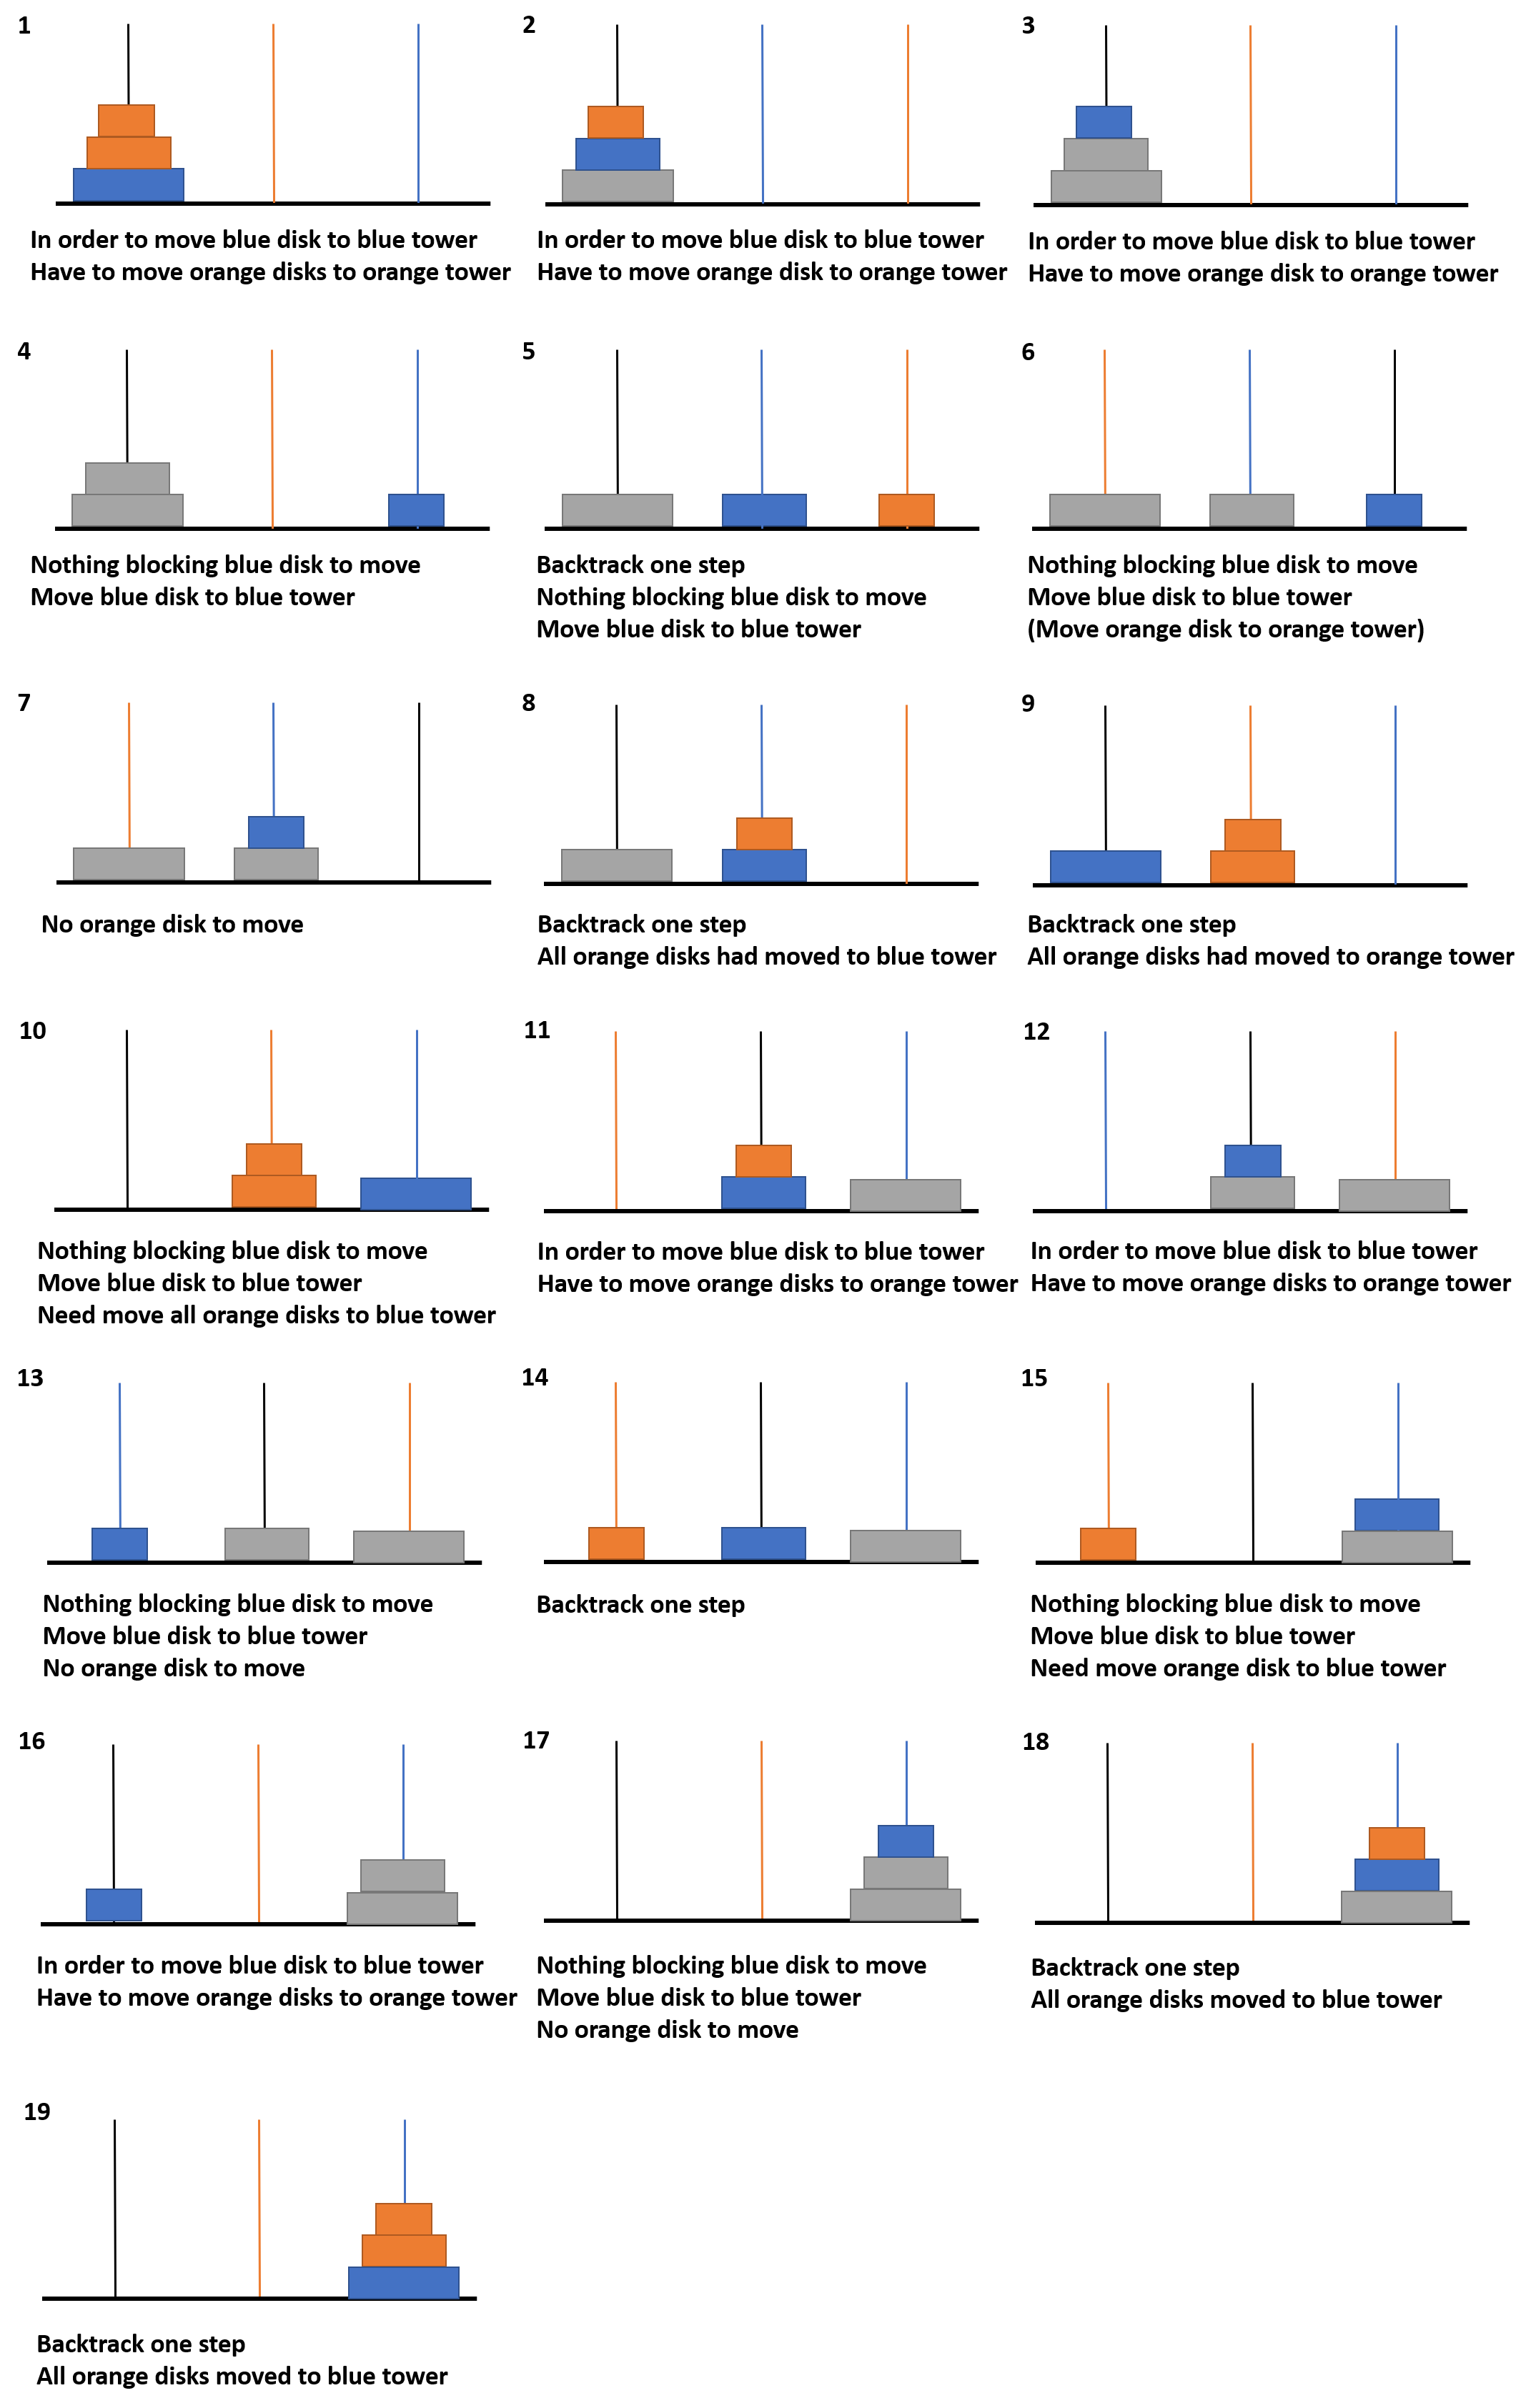 1
In order to move blue disk to blue tower
Have to move orange disks to orange tower
2
In order to move blue disk to blue tower
Have to move orange disk to orange tower
3
In order to move blue disk to blue tower
Have to move orange disk to orange tower
4
Nothing blocking blue disk to move
Move blue disk to blue tower
5
Backtrack one step
Nothing blocking blue disk to move
Move blue disk to blue tower
6
Nothing blocking blue disk to move
Move blue disk to blue tower
(Move orange disk to orange tower)
7
No orange disk to move
8
Backtrack one step
All orange disks had moved to blue tower
9
Backtrack one step
All orange disks had moved to orange tower
10
Nothing blocking blue disk to move
Move blue disk to blue tower
Need move all orange disks to blue tower
11
In order to move blue disk to blue tower
Have to move orange disks to orange tower
12
In order to move blue disk to blue tower
Have to move orange disks to orange tower
13
Nothing blocking blue disk to move
Move blue disk to blue tower
No orange disk to move
14
Backtrack one step
15
Nothing blocking blue disk to move
Move blue disk to blue tower
Need move orange disk to blue tower
16
In order to move blue disk to blue tower
Have to move orange disks to orange tower
17
Nothing blocking blue disk to move
Move blue disk to blue tower
No orange disk to move
18
Backtrack one step
All orange disks moved to blue tower
19
Backtrack one step
All orange disks moved to blue tower